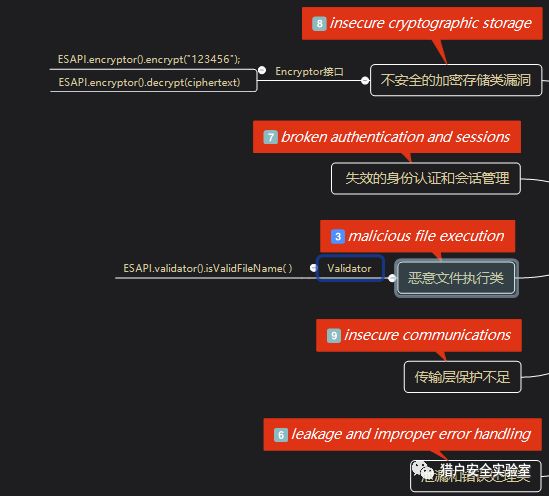 8 insecure cryptographic storage
ESAPI.encryptor().encrypt("123456");
Encryptor接口
不安全的加密存储类漏洞
ESAPI.encryptor().decrypt(ciphertext)
7 broken authentication and sessions
失效的身份认证和会话管理
3 malicious file execution
ESAPI.validator().isValidFileName( )
Validator
恶意文件执行类
9 insecure communications
传输层保护不足
6 leakage and improper error handling
猎户安全实验室